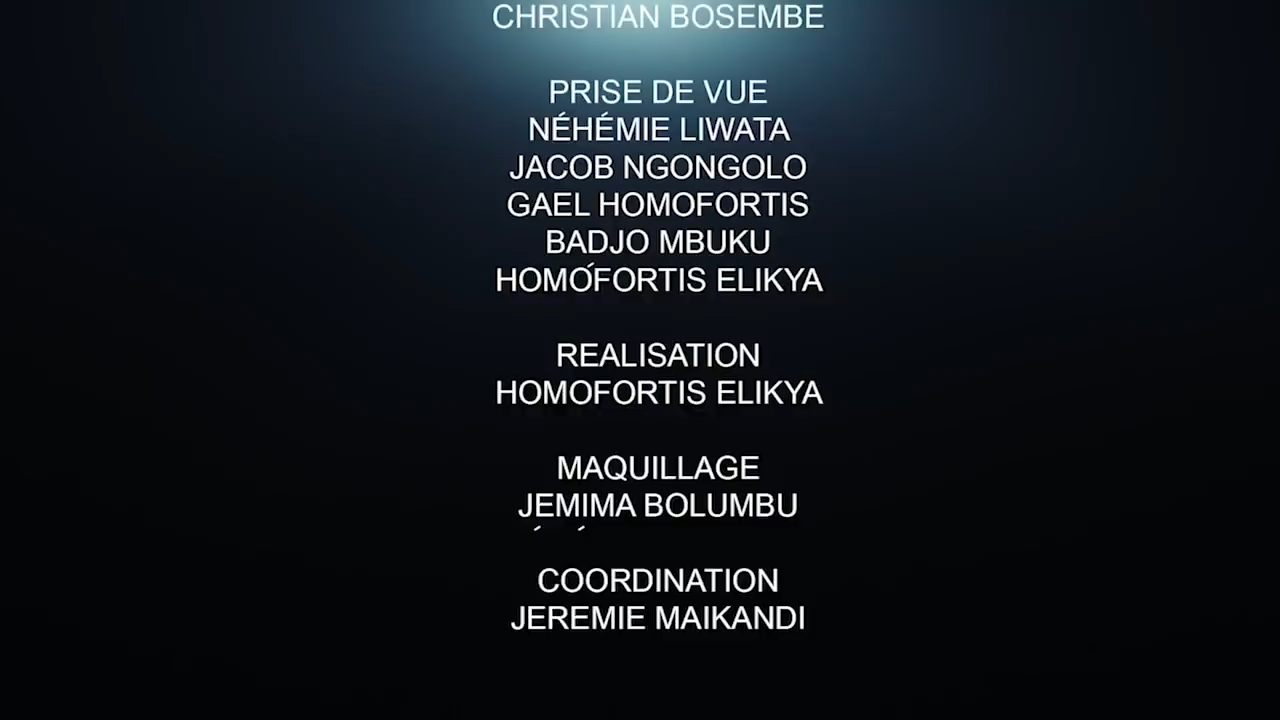 CHRISTIAN BOSEMBE
PRISE DE VUE
NÉHÉMIE LIWATA
JACOB NGONGOLO
GAEL HOMOFORTIS
BADJO MBUKU
HOMOFORTIS ELIKYA
REALISATION
HOMOFORTIS ELIKYA
MAQUILLAGE
JEMIMA BOLUMBU
COORDINATION
JEREMIE MAIKANDI